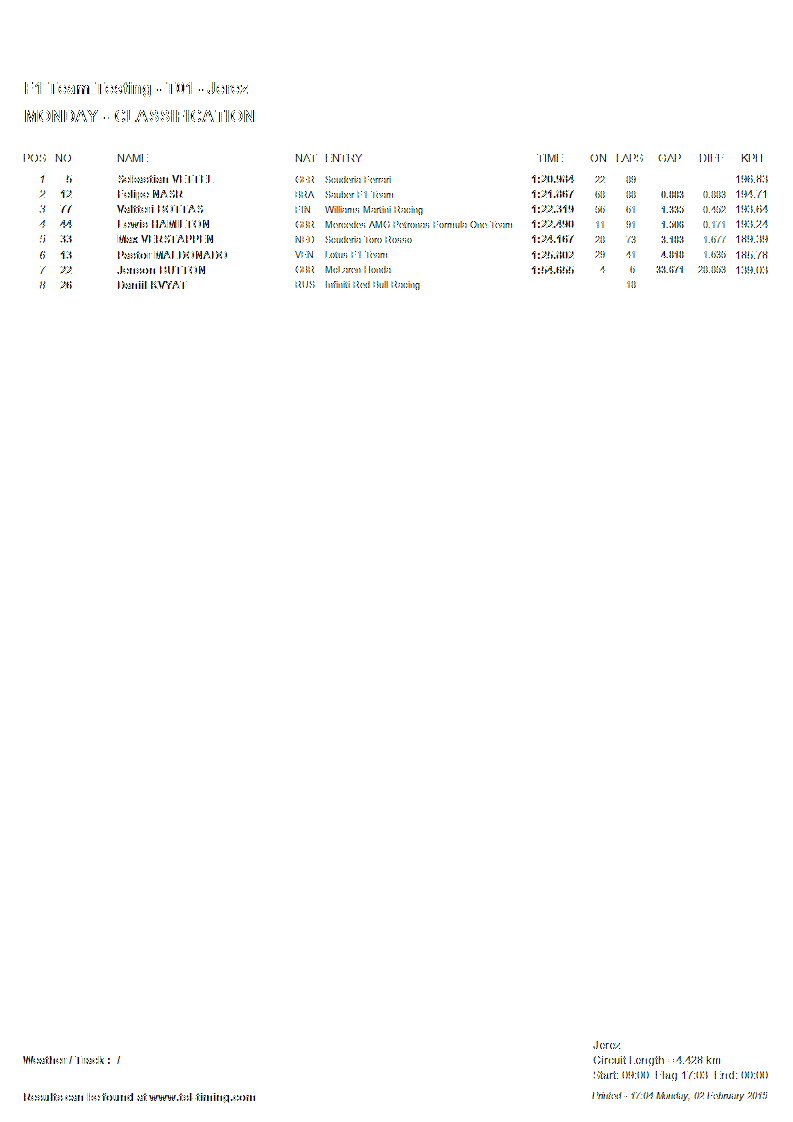 F1 Team Testing - T01 - Jerez
MONDAY - CLASSIFICATION
POS NO NAME NAT ENTRY TIME ON LAPS GAP DIFF KPH
1 5 Sebastian VETTEL GER Scuderia Ferrari 1:20.984 22 89 196.83
2 12 Felipe NASR BRA Sauber F1 Team 1:21.867 68 88 0.883 0.883 194.71
3 77 Valtteri BOTTAS FIN Williams Martini Racing 1:22.319 56 61 1.335 0.452 193.64
4 44 Lewis HAMILTON GBR Mercedes AMG Petronas Formula One Team 1:22.490 11 91 1.506 0.171 193.24
5 33 Max VERSTAPPEN NED Scuderia Toro Rosso 1:24.167 28 73 3.183 1.677 189.39
6 13 Pastor MALDONADO VEN Lotus F1 Team 1:25.802 29 41 4.818 1.635 185.78
7 22 Jenson BUTTON GBR McLaren Honda 1:54.655 4 6 33.671 28.853 139.03
8 26 Daniil KVYAT RUS Infiniti Red Bull Racing 18
Jerez
Weather / Track : /
Circuit Length = 4.428 km
Start: 09:00 Flag 17:03 End: 00:00
Results can be found at www.tsl-timing.com
Printed - 17:04 Monday, 02 February 2015